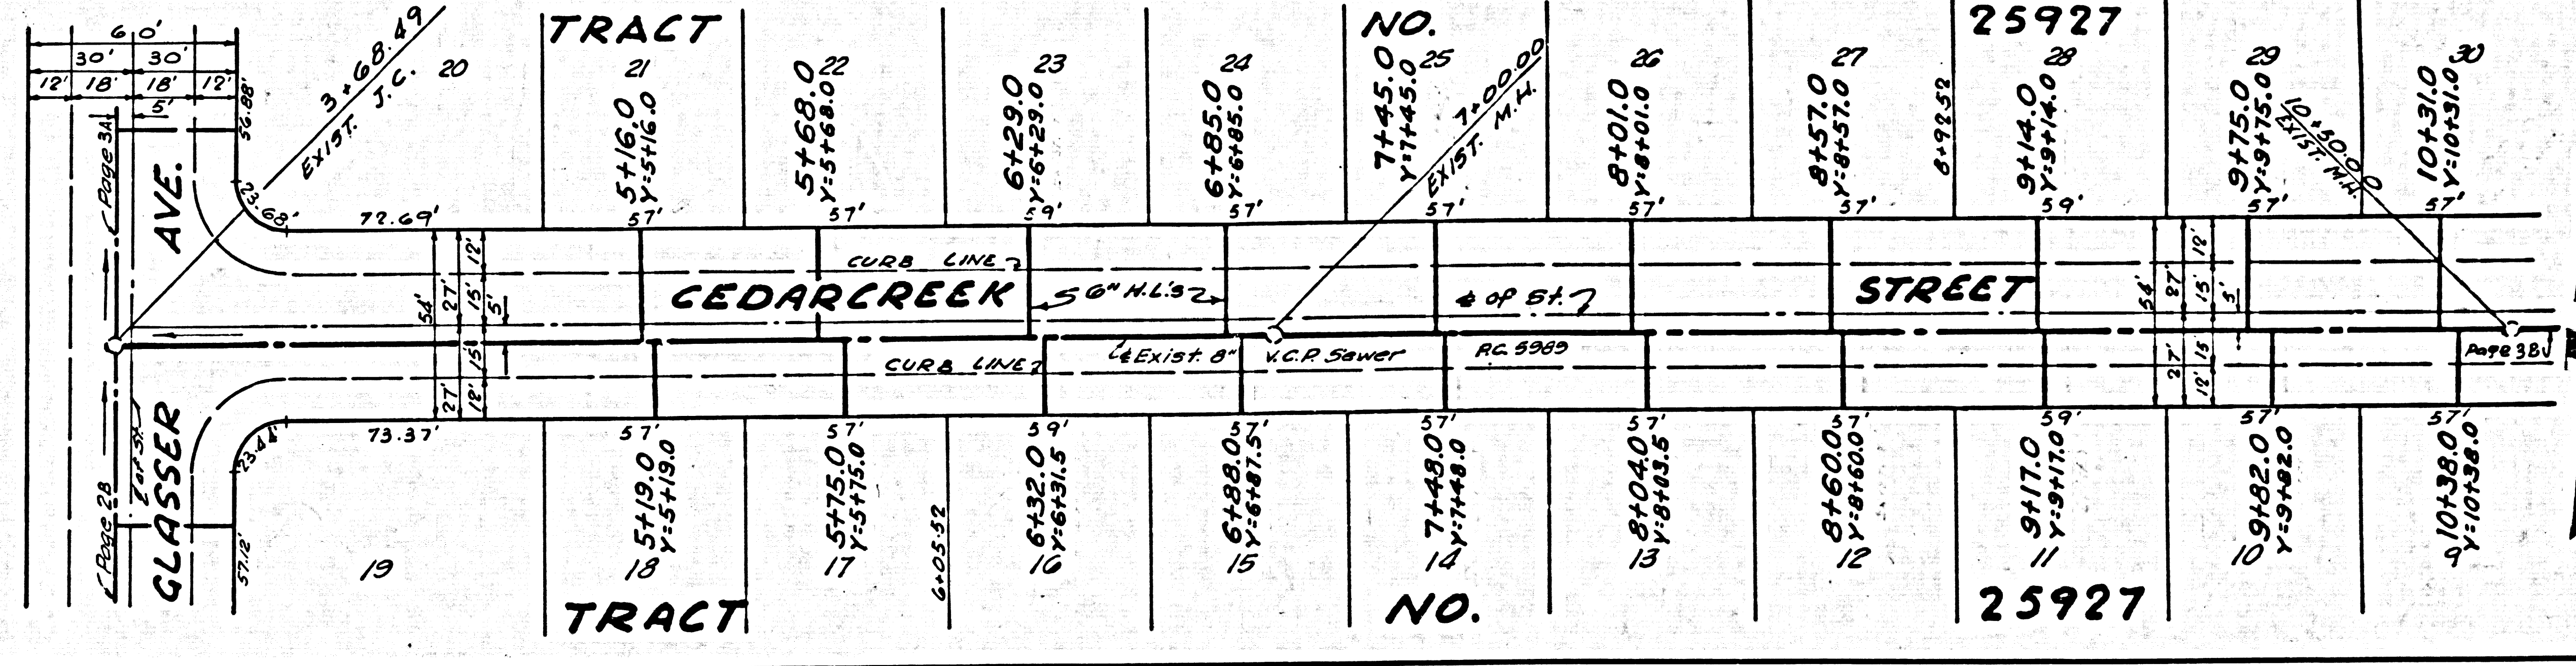 TRACT NO. 25927
60'
30' 30'
12' 18' 18' 12'
5'
56.88'
Page 3A
3+68.49
EXIST. J.C.
20
21
5+16.0
Y=5+16.0
57'
22
5+68.0
Y=5+68.0
57'
23
6+29.0
Y=6+29.0
59'
24
6+85.0
Y=6+85.0
57'
25
7+45.0
Y=7+45.0
57'
7+00.00
EXIST. M.H.
26
8+01.0
Y=8+01.0
57'
27
8+57.0
Y=8+57.0
57'
8+92.52
28
9+14.0
Y=9+14.0
59'
29
9+75.0
Y=9+75.0
57'
10+50.00
EXIST. M.H.
30
10+31.0
Y=10+31.0
57'
23.68'
72.69'
GLASSER AVE.
54'
27' 27'
12' 15' 15' 12'
5'
CURB LINE
CEDARCREEK STREET
6" H.L.'s
℄ of St.
54'
27' 27'
12' 15' 15 12'
5'
CURB LINE
℄ Exist. 8" V.C.P. Sewer P.C. 5989
Page 3B
℄ of St.
Page 2B
23.44'
73.37'
57.12'
19
57'
5+19.0
Y=5+19.0
18
57'
5+75.0
Y=5+75.0
17
6+05.52
59'
6+32.0
Y=6+31.5
16
57'
6+88.0
Y=6+87.5
15
57'
7+48.0
Y=7+48.0
14
57'
8+04.0
Y=8+03.5
13
57'
8+60.0
Y=8+60.0
12
59'
9+17.0
Y=9+17.0
11
57'
9+82.0
Y=9+82.0
10
57'
10+38.0
Y=10+38.0
9
TRACT NO. 25927